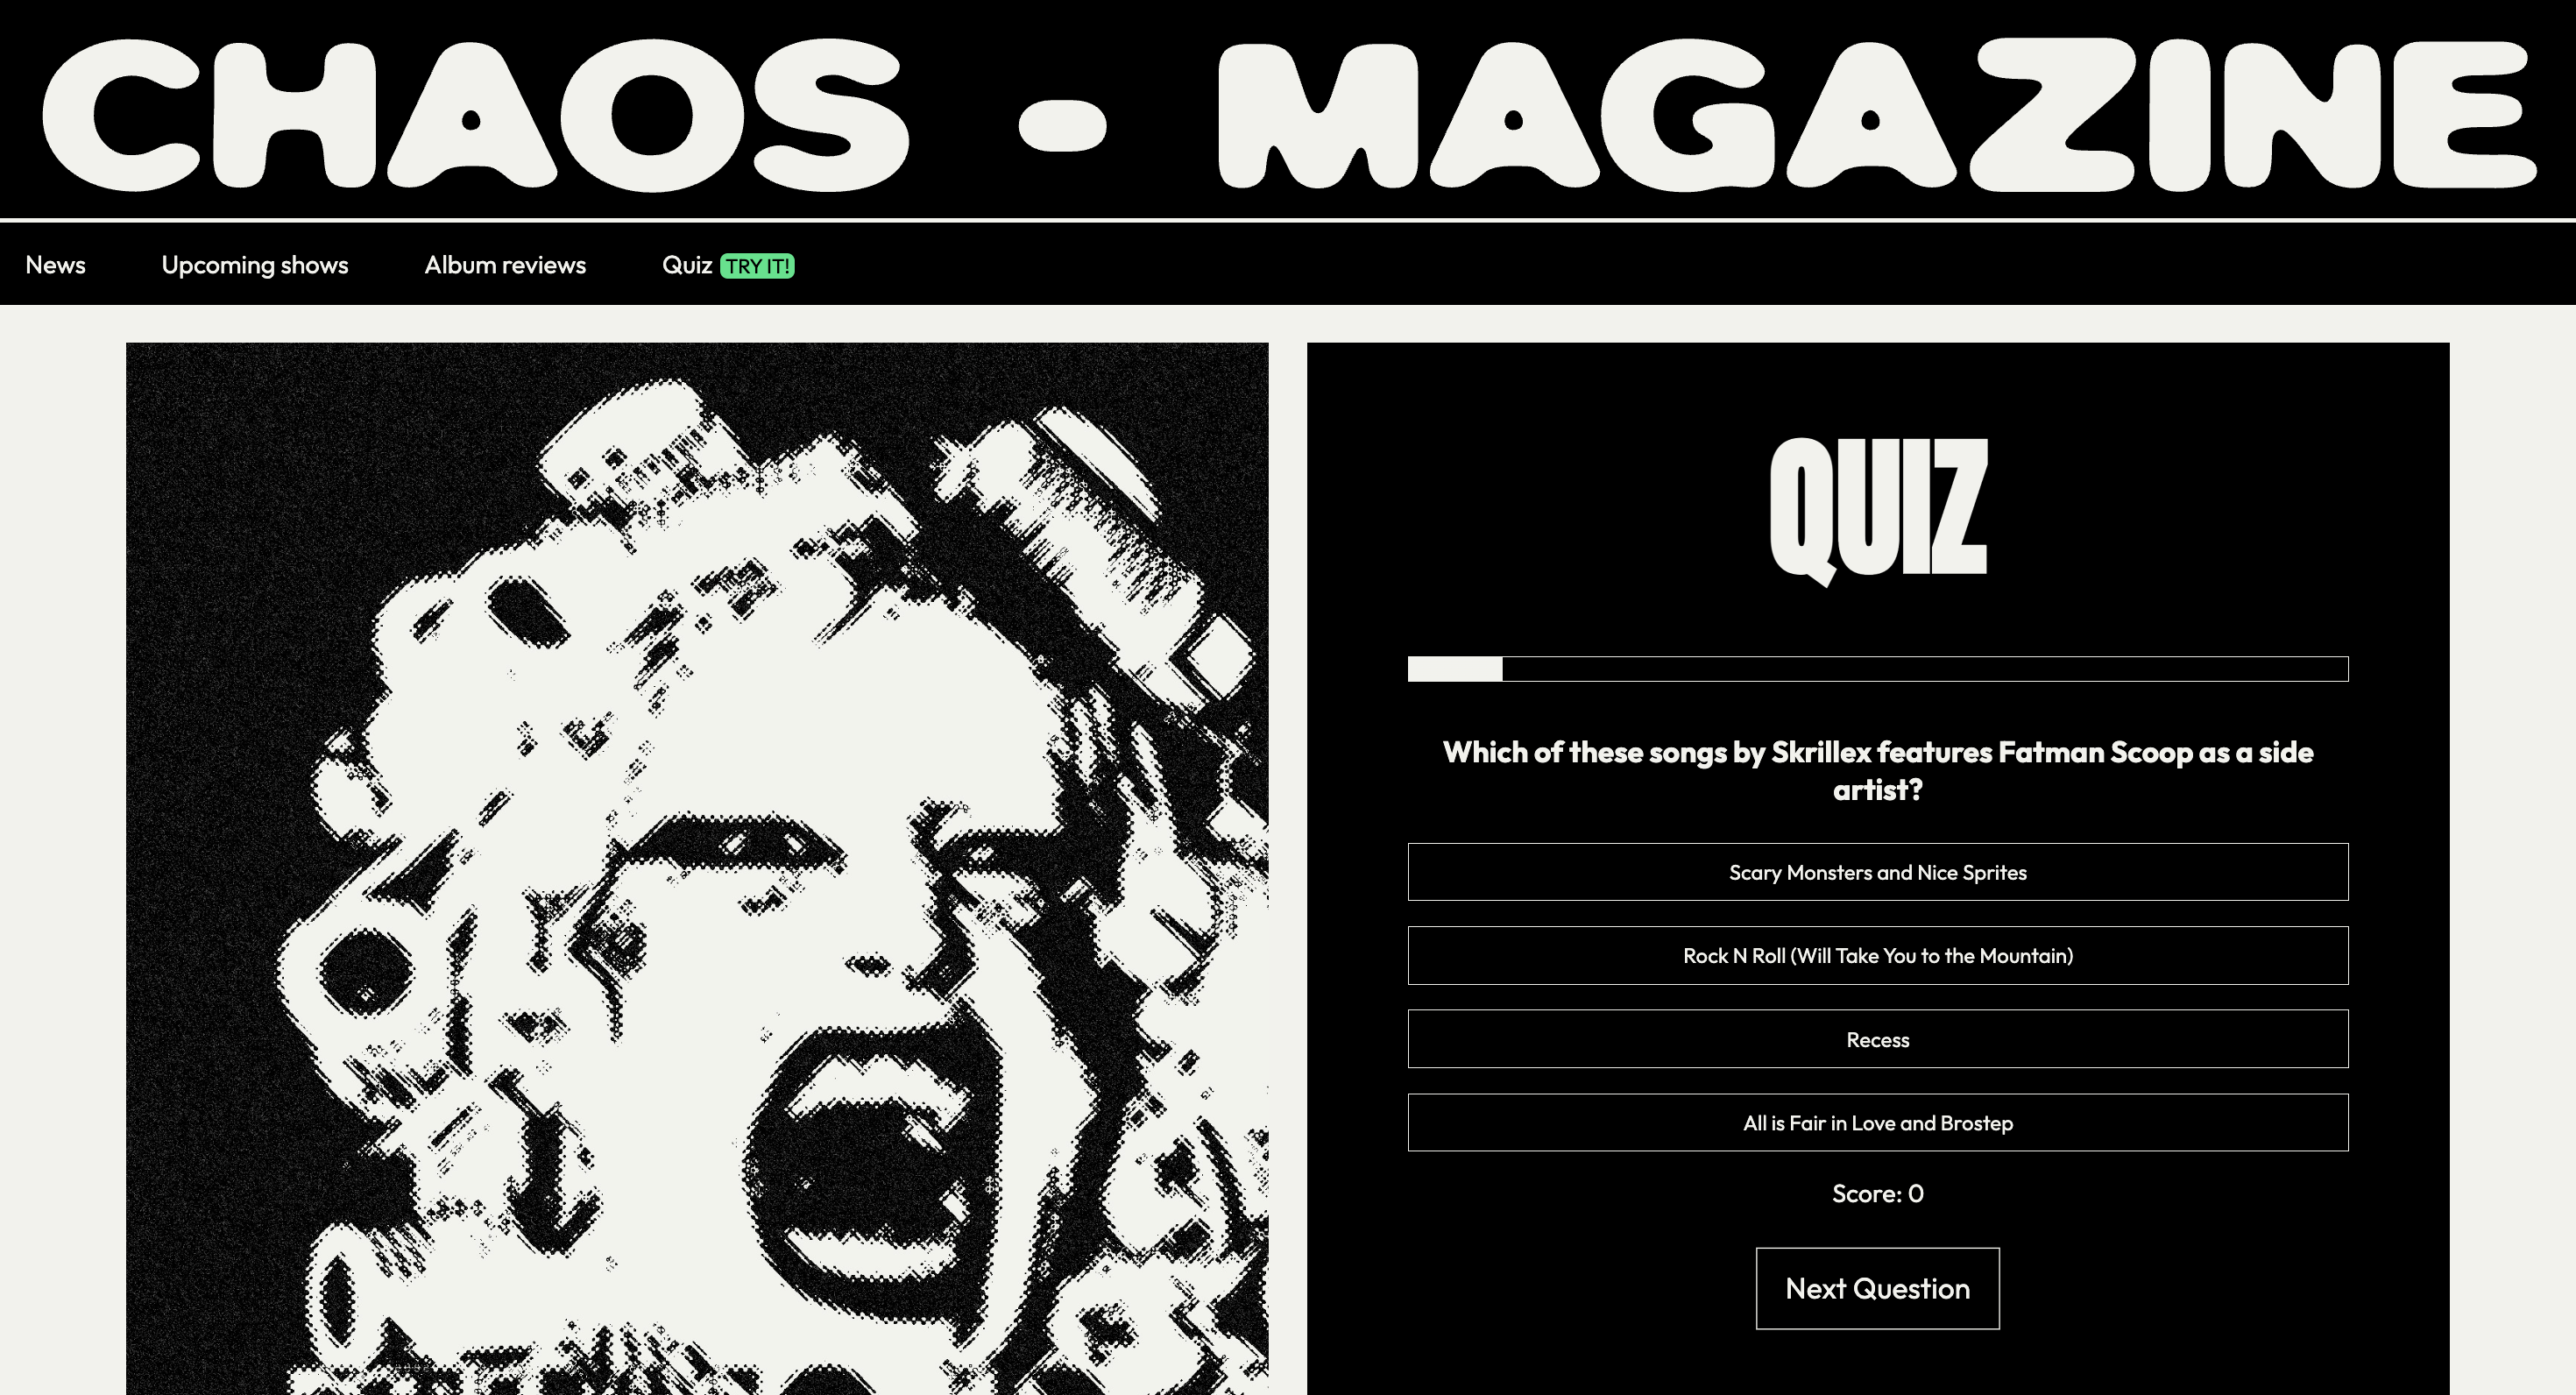 CHAOS - MAGAZINE
News Upcoming shows Album reviews Quiz TRY IT!
QUIZ
Which of these songs by Skrillex features Fatman Scoop as a side
artist?
Scary Monsters and Nice Sprites
Rock N Roll (Will Take You to the Mountain)
Recess
All is Fair in Love and Brostep
Score: 0
Next Question